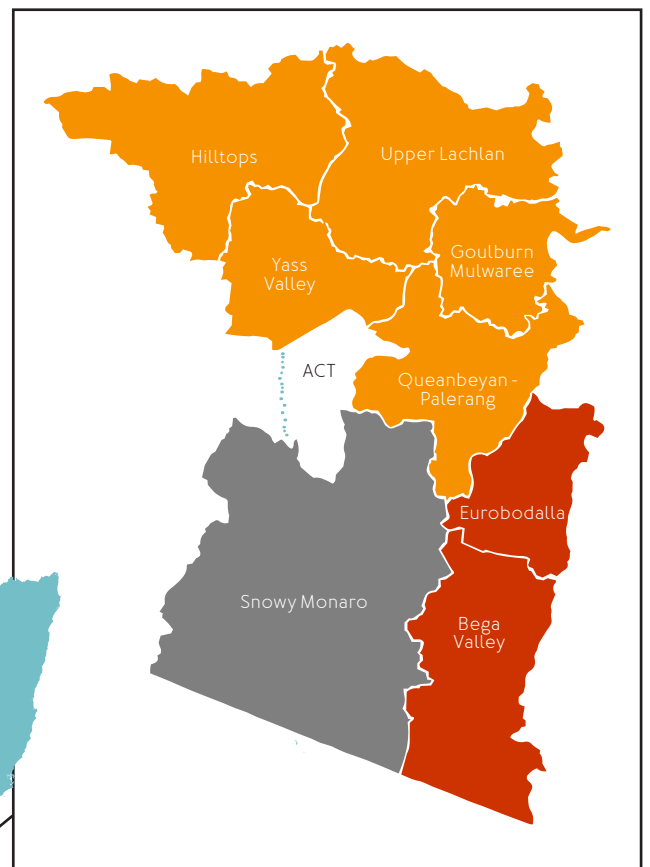 Hilltops
Upper Lachlan
Goulburn
Mulwaree
Yass
Valley
ACT
Queanbeyan -
Palerang
Eurobodalla
Snowy Monaro
Bega
Valley